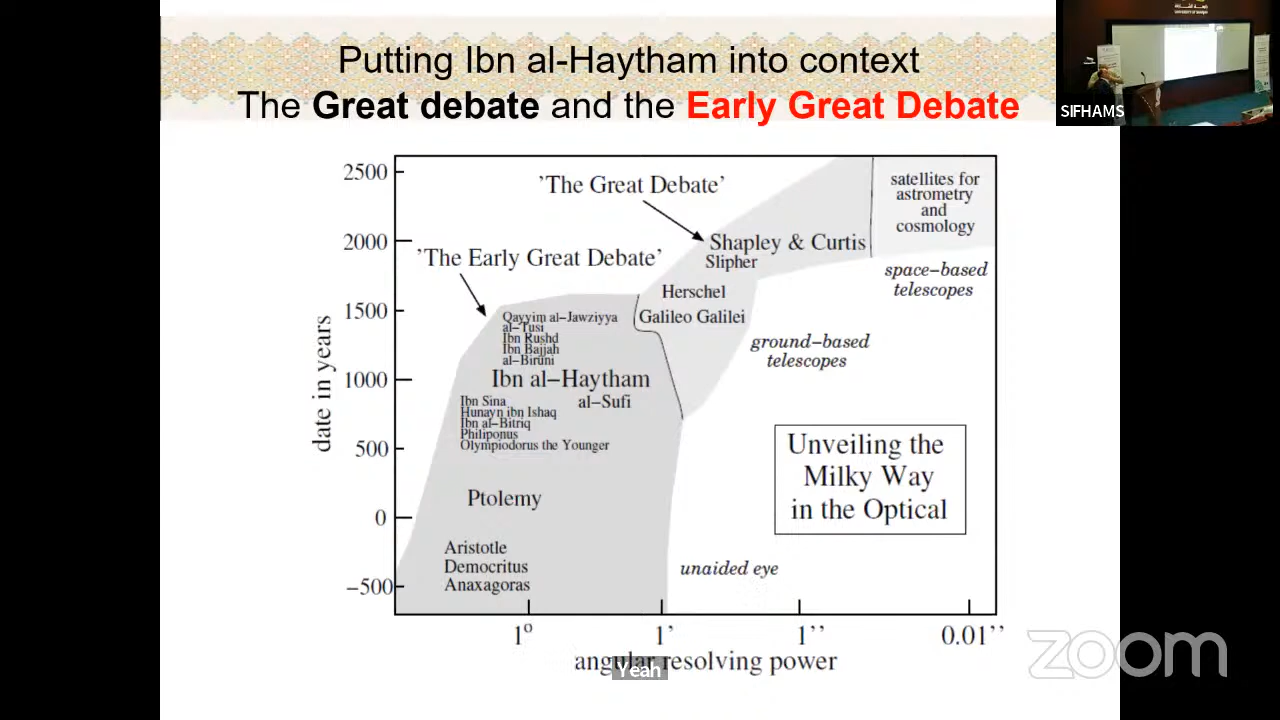 Putting Ibn al-Haytham into context
The Great debate and the Early Great Debate
SIFHAMS
2500
2000
1500
1000
500
0
−500
date in years
'The Great Debate'
'The Early Great Debate'
satellites for
astrometry
and
cosmology
Shapley & Curtis
Slipher
space−based
telescopes
Herschel
Galileo Galilei
ground−based
telescopes
Qayyim al−Jawziyya
al−Tusi
Ibn Rushd
Ibn Bajjah
al−Biruni
Ibn al−Haytham
al−Sufi
Ibn Sina
Hunayn ibn Ishaq
Ibn al−Bitriq
Philiponus
Olympiodorus the Younger
Unveiling the
Milky Way
in the Optical
Ptolemy
Aristotle
Democritus
Anaxagoras
unaided eye
1° 1' 1'' 0.01''
angular resolving power
Yeah
zoom